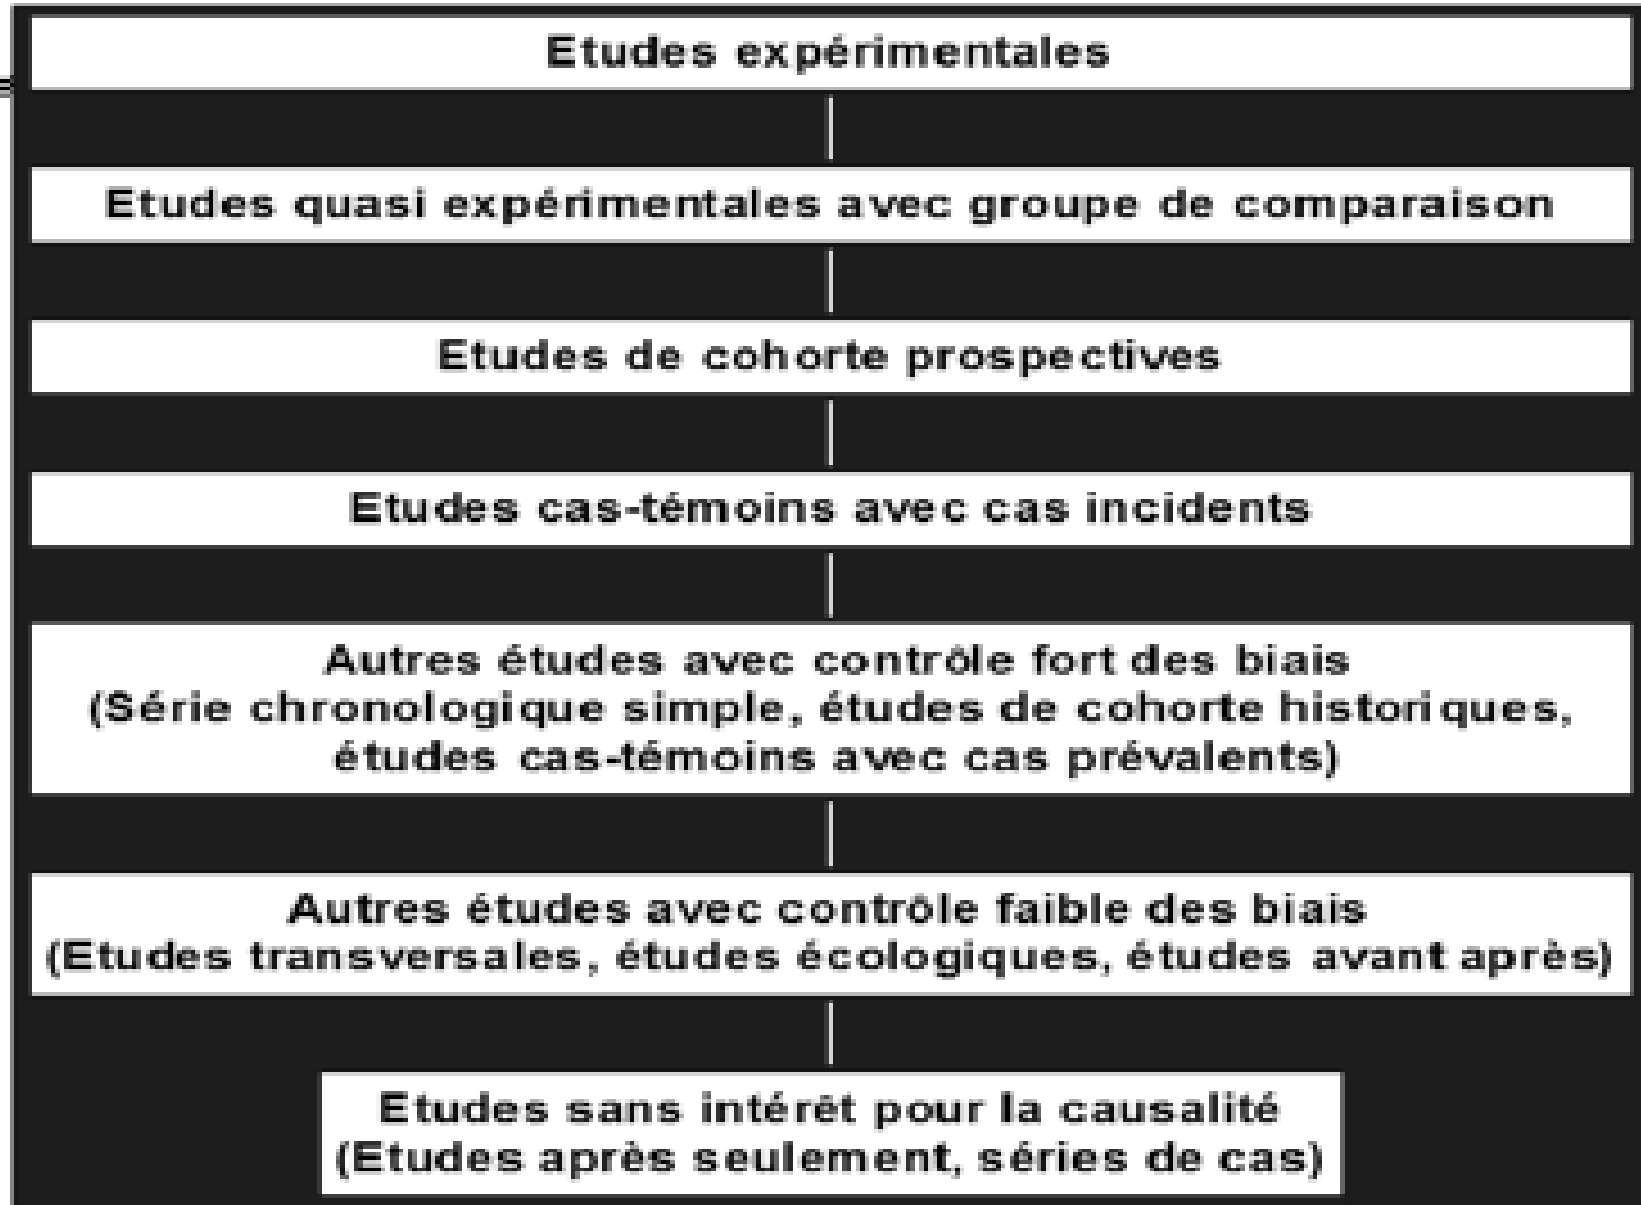 Etudes expérimentales
Etudes quasi expérimentales avec groupe de comparaison
Etudes de cohorte prospectives
Etudes cas-témoins avec cas incidents
Autres études avec contrôle fort des biais
(Série chronologique simple, études de cohorte historiques,
études cas-témoins avec cas prévalents)
Autres études avec contrôle faible des biais
(Etudes transversales, études écologiques, études avant après)
Etudes sans intérêt pour la causalité
(Etudes après seulement, séries de cas)